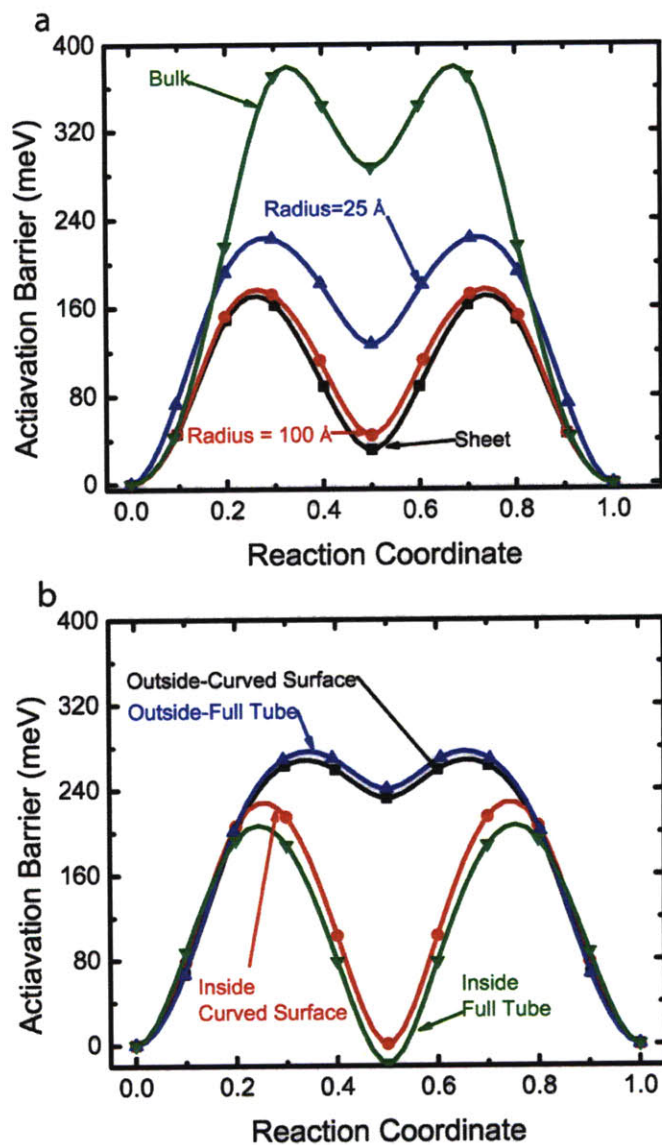 a
400
320
240
160
80
0
Actiavation Barrier (meV)
Bulk
Radius=25 Å
Radius = 100 Å
Sheet
0.0 0.2 0.4 0.6 0.8 1.0
Reaction Coordinate
b
400
320
240
160
80
0
Actiavation Barrier (meV)
Outside-Curved Surface
Outside-Full Tube
Inside
Curved Surface
Inside
Full Tube
0.0 0.2 0.4 0.6 0.8 1.0
Reaction Coordinate